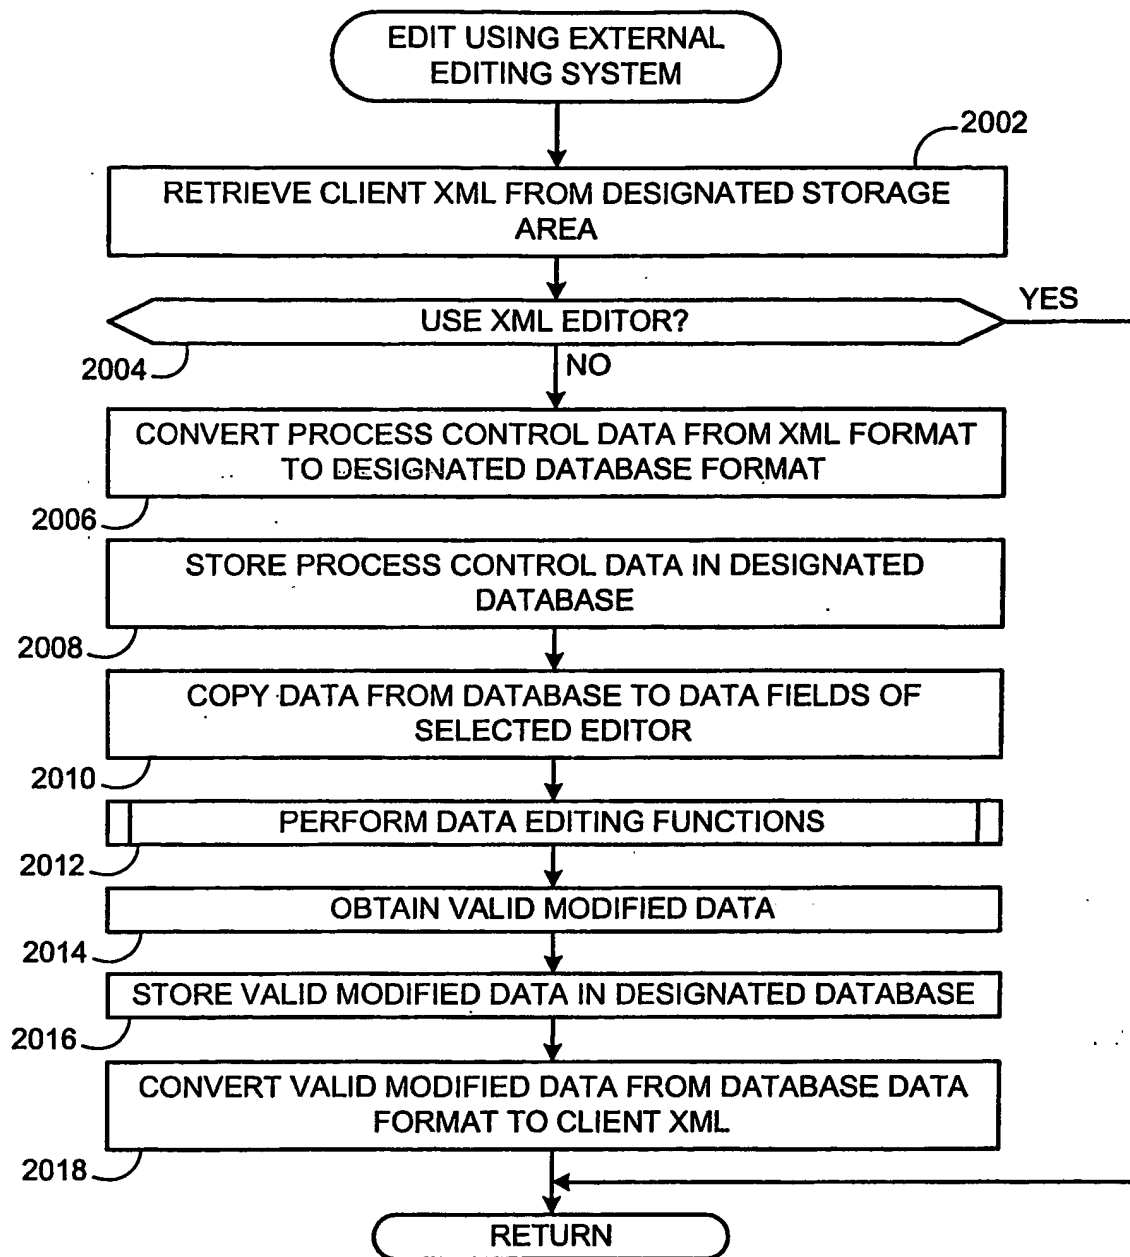 EDIT USING EXTERNAL
EDITING SYSTEM
2002
RETRIEVE CLIENT XML FROM DESIGNATED STORAGE
AREA
YES
USE XML EDITOR?
2004
NO
CONVERT PROCESS CONTROL DATA FROM XML FORMAT
TO DESIGNATED DATABASE FORMAT
2006
STORE PROCESS CONTROL DATA IN DESIGNATED
DATABASE
2008
COPY DATA FROM DATABASE TO DATA FIELDS OF
SELECTED EDITOR
2010
PERFORM DATA EDITING FUNCTIONS
2012
OBTAIN VALID MODIFIED DATA
2014
STORE VALID MODIFIED DATA IN DESIGNATED DATABASE
2016
CONVERT VALID MODIFIED DATA FROM DATABASE DATA
FORMAT TO CLIENT XML
2018
RETURN